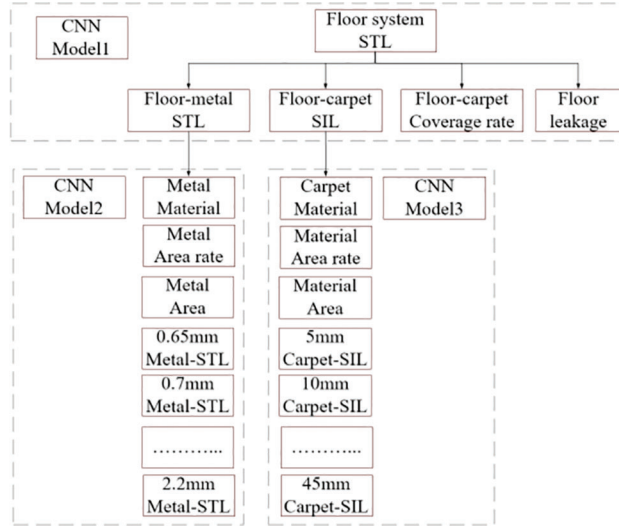 CNN
Model1
Floor system
STL
Floor-metal
STL
Floor-carpet
SIL
Floor-carpet
Coverage rate
Floor
leakage
CNN
Model2
Metal
Material
Metal
Area rate
Metal
Area
0.65mm
Metal-STL
0.7mm
Metal-STL
………...
2.2mm
Metal-STL
Carpet
Material
Material
Area rate
Material
Area
5mm
Carpet-SIL
10mm
Carpet-SIL
………...
45mm
Carpet-SIL
CNN
Model3